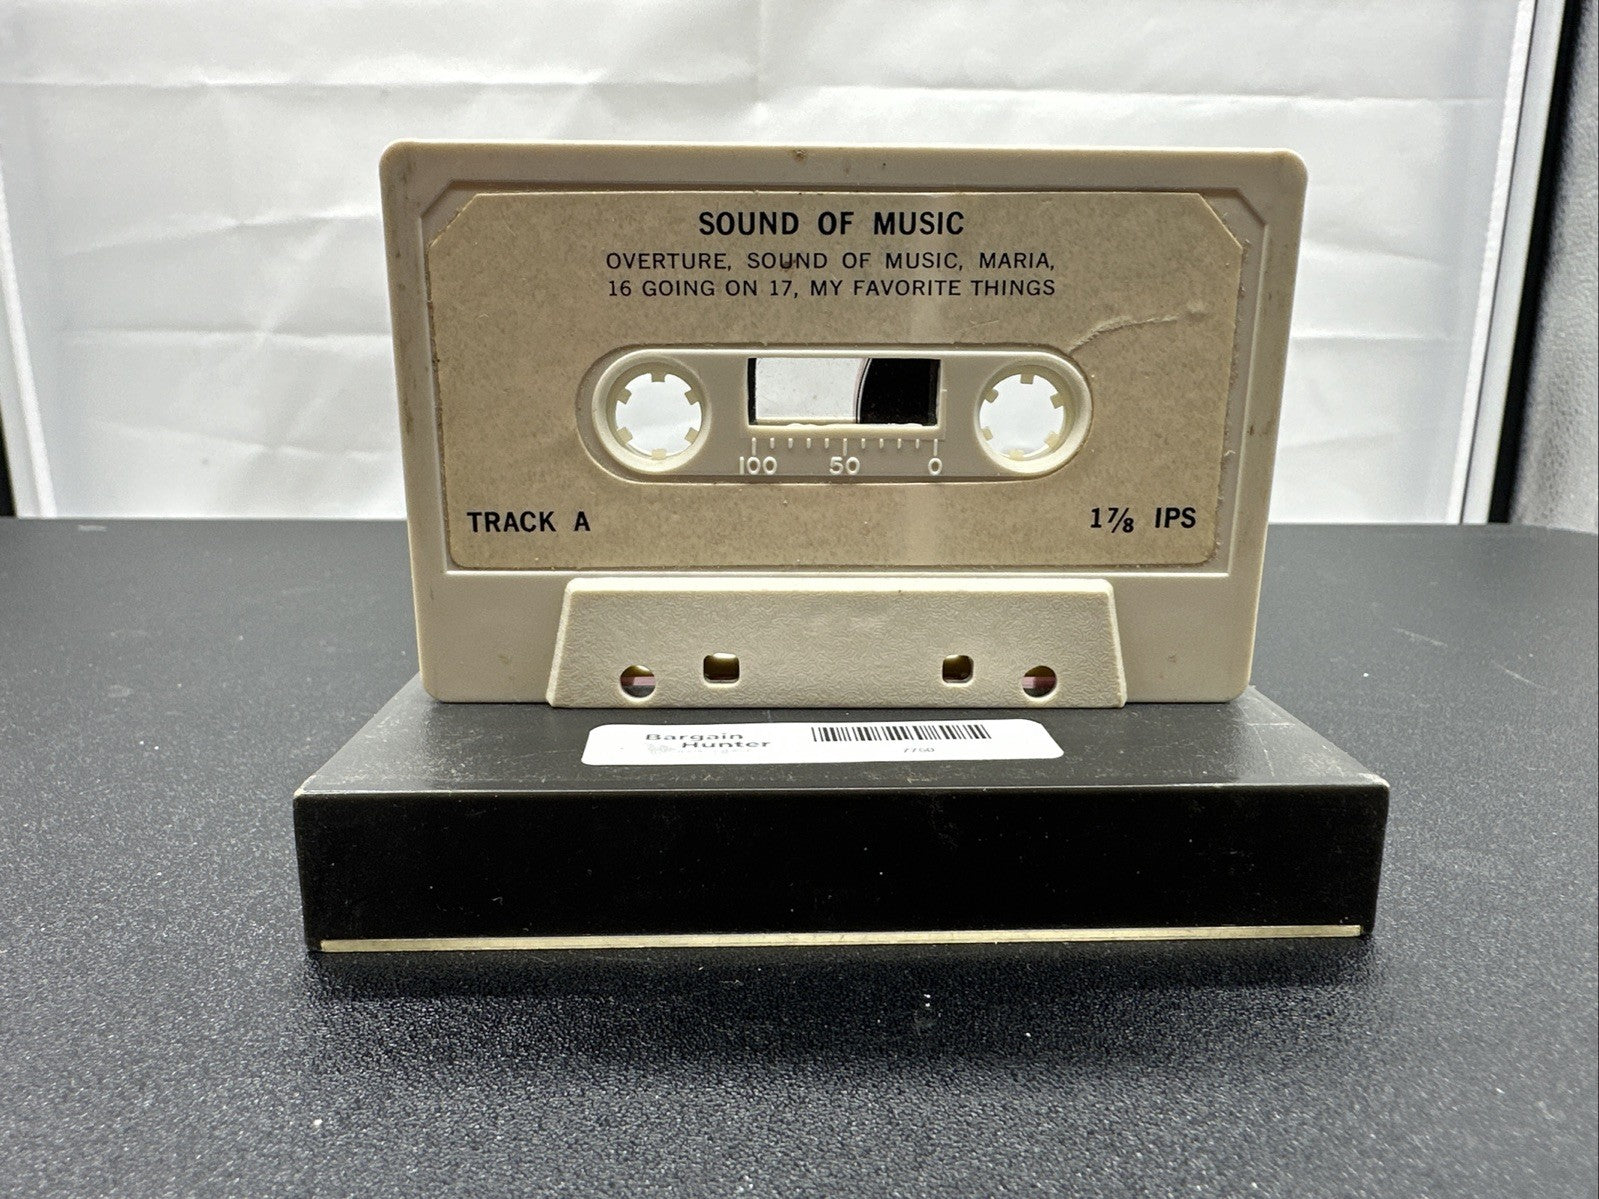 SOUND OF MUSIC
OVERTURE, SOUND OF MUSIC, MARIA,
16 GOING ON 17, MY FAVORITE THINGS
100 50 0
TRACK A 1⅞ IPS
Bargain
Hunter